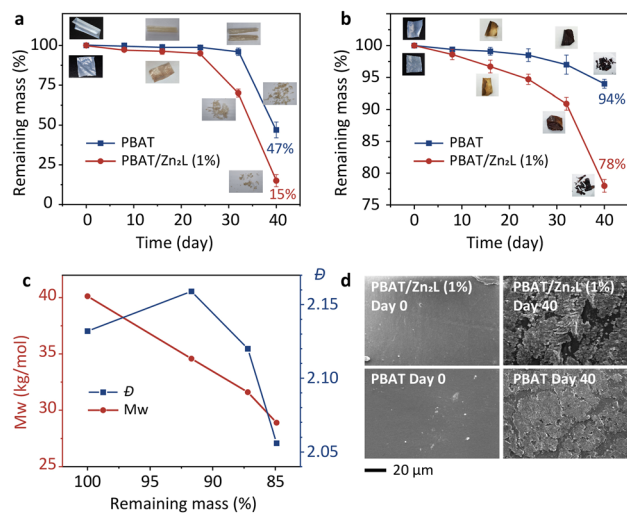 a
Remaining mass (%)
100
75
50
25
0
PBAT
PBAT/Zn₂L (1%)
47%
15%
0 10 20 30 40
Time (day)
b
Remaining mass (%)
100
95
90
85
80
75
PBAT
PBAT/Zn₂L (1%)
94%
78%
0 10 20 30 40
Time (day)
c
Mw (kg/mol)
40
35
30
25
Đ
Mw
Đ
2.15
2.10
2.05
100 95 90 85
Remaining mass (%)
d
PBAT/Zn₂L (1%)
Day 0
PBAT/Zn₂L (1%)
Day 40
PBAT Day 0
PBAT Day 40
20 μm